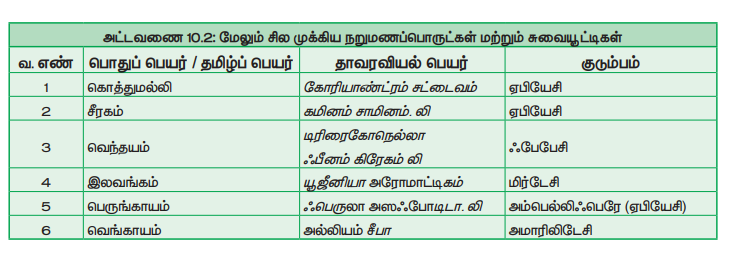 அட்டவணை 10.2: மேலும் சில முக்கிய நறுமணப்பொருட்கள் மற்றும் சுவையூட்டிகள்
வ. எண் பொதுப் பெயர் / தமிழ்ப் பெயர் தாவரவியல் பெயர் குடும்பம்
1 கொத்துமல்லி கோரியாண்ட்ரம் சட்டைவம் ஏபியேசி
2 சீரகம் கமினம் சாமினம். லி ஏபியேசி
3 வெந்தயம் டிரிரைகோநெல்லா
ஃபீனம் கிரேகம் லி ஃபேபேசி
4 இலவங்கம் யூஜீனியா அரோமாட்டிகம் மிர்டேசி
5 பெருங்காயம் ஃபெருலா அஸஃபோடிடா. லி அம்பெல்லிஃபெரே (ஏபியேசி)
6 வெங்காயம் அல்லியம் சீபா அமாரிலிடேசி